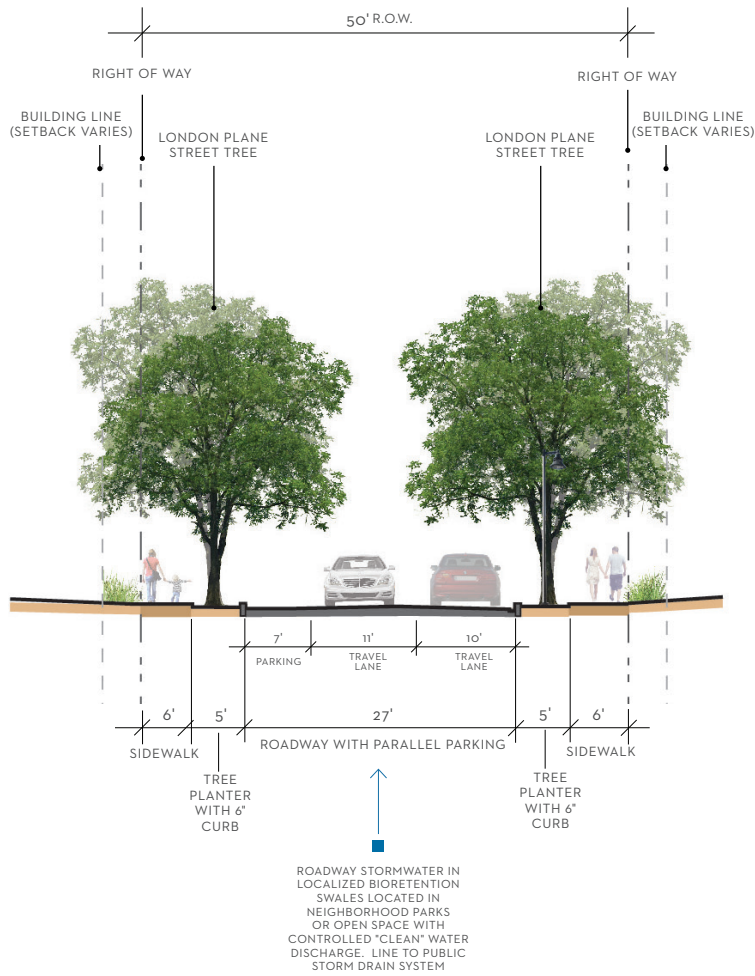 50' R.O.W.
RIGHT OF WAY
RIGHT OF WAY
BUILDING LINE
(SETBACK VARIES)
BUILDING LINE
(SETBACK VARIES)
LONDON PLANE
STREET TREE
LONDON PLANE
STREET TREE
7'
11'
10'
PARKING
TRAVEL
LANE
TRAVEL
LANE
6'
5'
27'
5'
6'
SIDEWALK
ROADWAY WITH PARALLEL PARKING
SIDEWALK
TREE
PLANTER
WITH 6"
CURB
TREE
PLANTER
WITH 6"
CURB
ROADWAY STORMWATER IN
LOCALIZED BIORETENTION
SWALES LOCATED IN
NEIGHBORHOOD PARKS
OR OPEN SPACE WITH
CONTROLLED "CLEAN" WATER
DISCHARGE. LINE TO PUBLIC
STORM DRAIN SYSTEM